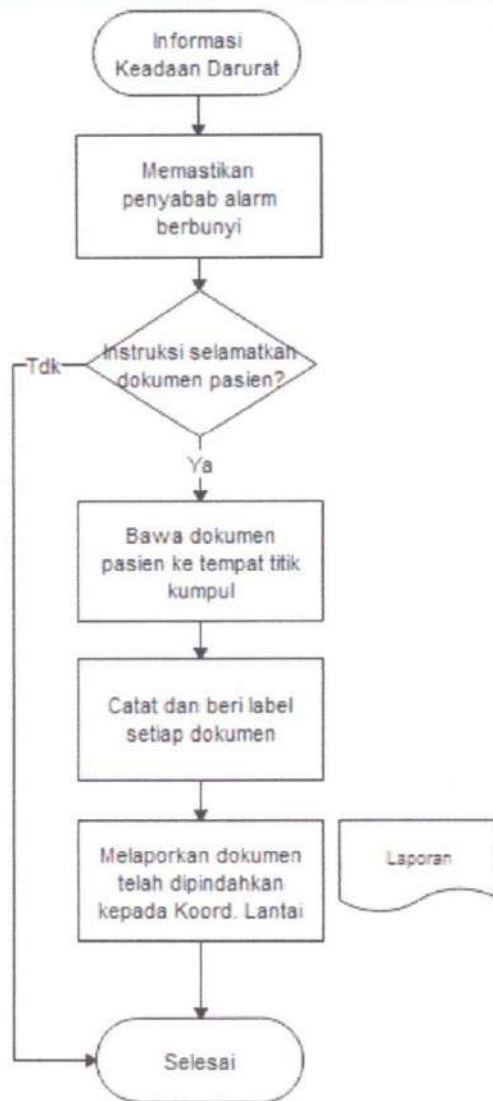 Informasi
Keadaan Darurat
Memastikan
penyabab alarm
berbunyi
Instruksi selamatkan
dokumen pasien?
Tdk
Ya
Bawa dokumen
pasien ke tempat titik
kumpul
Catat dan beri label
setiap dokumen
Melaporkan dokumen
telah dipindahkan
kepada Koord. Lantai
Laporan
Selesai